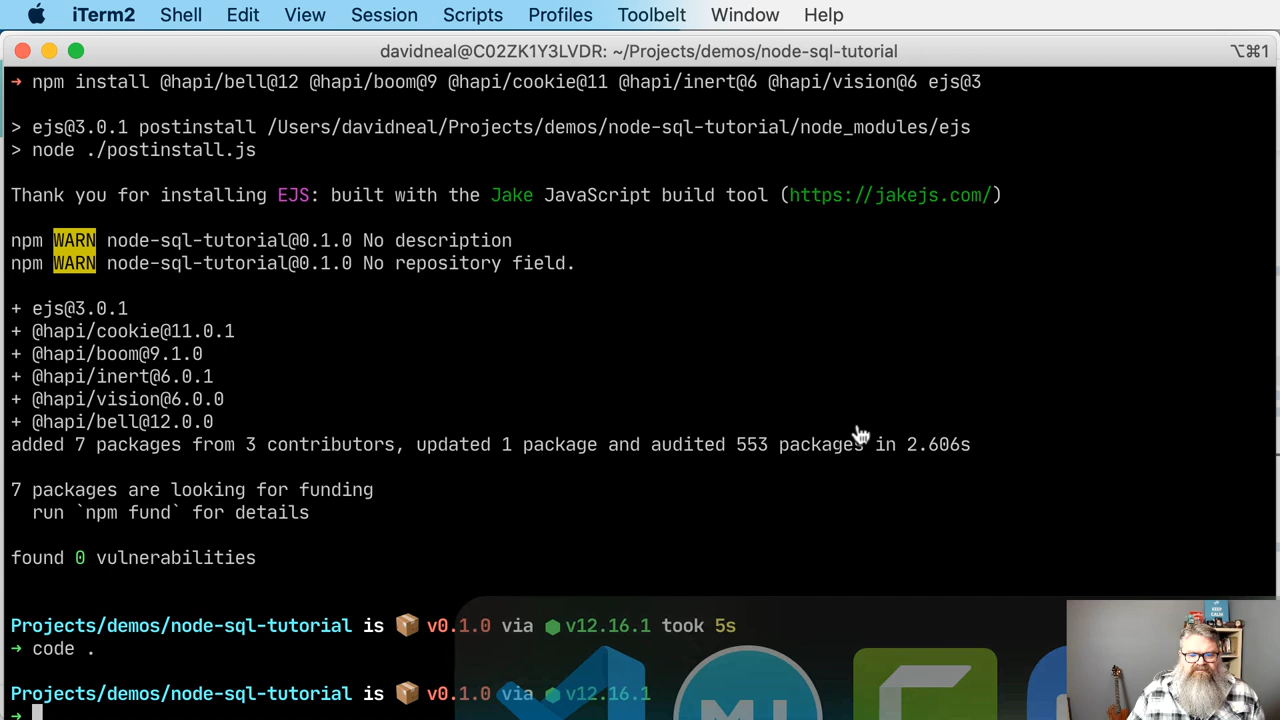 iTerm2 Shell Edit View Session Scripts Profiles Toolbelt Window Help
davidneal@C02ZK1Y3LVDR: ~/Projects/demos/node-sql-tutorial ⌥⌘1
➜ npm install @hapi/bell@12 @hapi/boom@9 @hapi/cookie@11 @hapi/inert@6 @hapi/vision@6 ejs@3
> ejs@3.0.1 postinstall /Users/davidneal/Projects/demos/node-sql-tutorial/node_modules/ejs
> node ./postinstall.js
Thank you for installing EJS: built with the Jake JavaScript build tool (https://jakejs.com/)
npm WARN node-sql-tutorial@0.1.0 No description
npm WARN node-sql-tutorial@0.1.0 No repository field.
+ ejs@3.0.1
+ @hapi/cookie@11.0.1
+ @hapi/boom@9.1.0
+ @hapi/inert@6.0.1
+ @hapi/vision@6.0.0
+ @hapi/bell@12.0.0
added 7 packages from 3 contributors, updated 1 package and audited 553 packages in 2.606s
7 packages are looking for funding
run `npm fund` for details
found 0 vulnerabilities
Projects/demos/node-sql-tutorial is 📦 v0.1.0 via ⬢ v12.16.1 took 5s
➜ code .
Projects/demos/node-sql-tutorial is 📦 v0.1.0 via ⬢ v12.16.1
➜